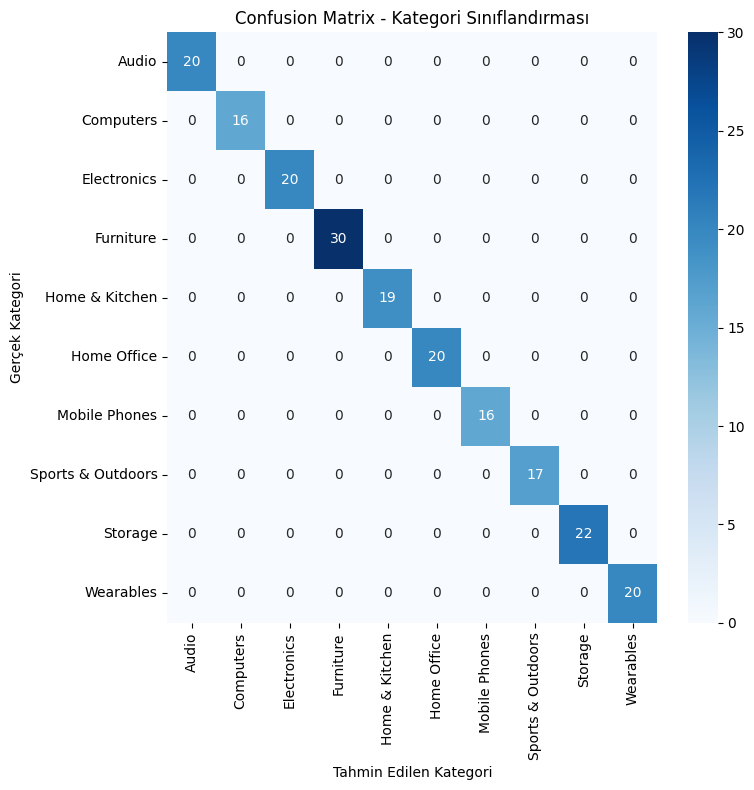 Confusion Matrix - Kategori Sınıflandırması
Audio 20 0 0 0 0 0 0 0 0 0
Computers 0 16 0 0 0 0 0 0 0 0
Electronics 0 0 20 0 0 0 0 0 0 0
Furniture 0 0 0 30 0 0 0 0 0 0
Home & Kitchen 0 0 0 0 19 0 0 0 0 0
Home Office 0 0 0 0 0 20 0 0 0 0
Mobile Phones 0 0 0 0 0 0 16 0 0 0
Sports & Outdoors 0 0 0 0 0 0 0 17 0 0
Storage 0 0 0 0 0 0 0 0 22 0
Wearables 0 0 0 0 0 0 0 0 0 20
Gerçek Kategori
Audio
Computers
Electronics
Furniture
Home & Kitchen
Home Office
Mobile Phones
Sports & Outdoors
Storage
Wearables
Tahmin Edilen Kategori
30
25
20
15
10
5
0